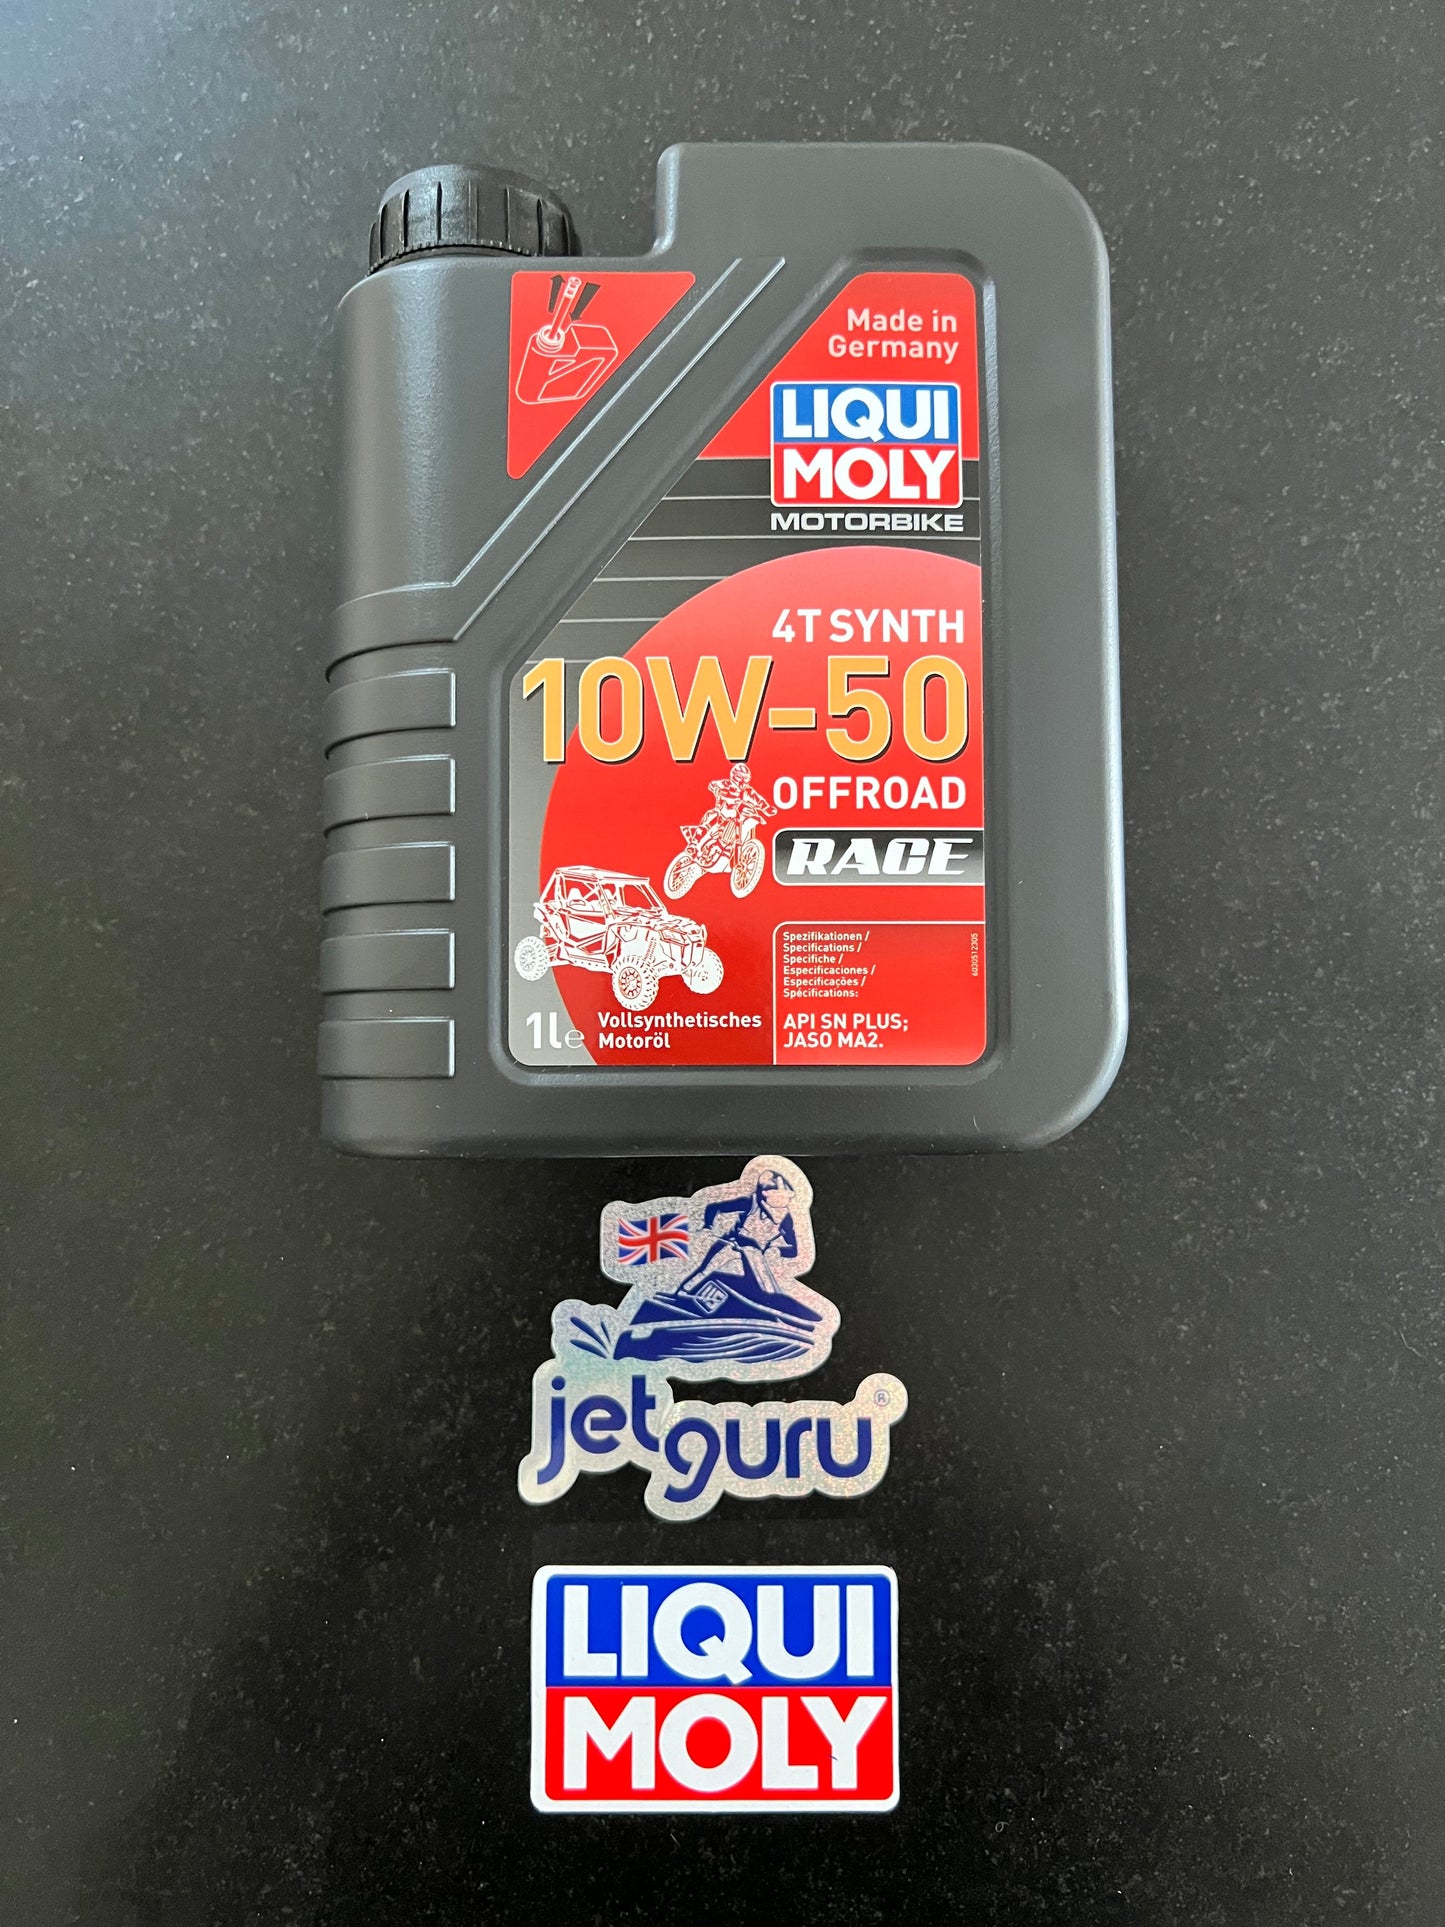 Made in
Germany
LIQUI
MOLY
MOTORBIKE
4T SYNTH
10W-50
OFFROAD
RACE
Spezifikationen /
Specifications /
Specifiche /
Especificaciones /
Especificações /
Spécifications:
API SN PLUS;
JASO MA2.
6030512305
1l e
Vollsynthetisches
Motoröl
jetguru®
LIQUI
MOLY